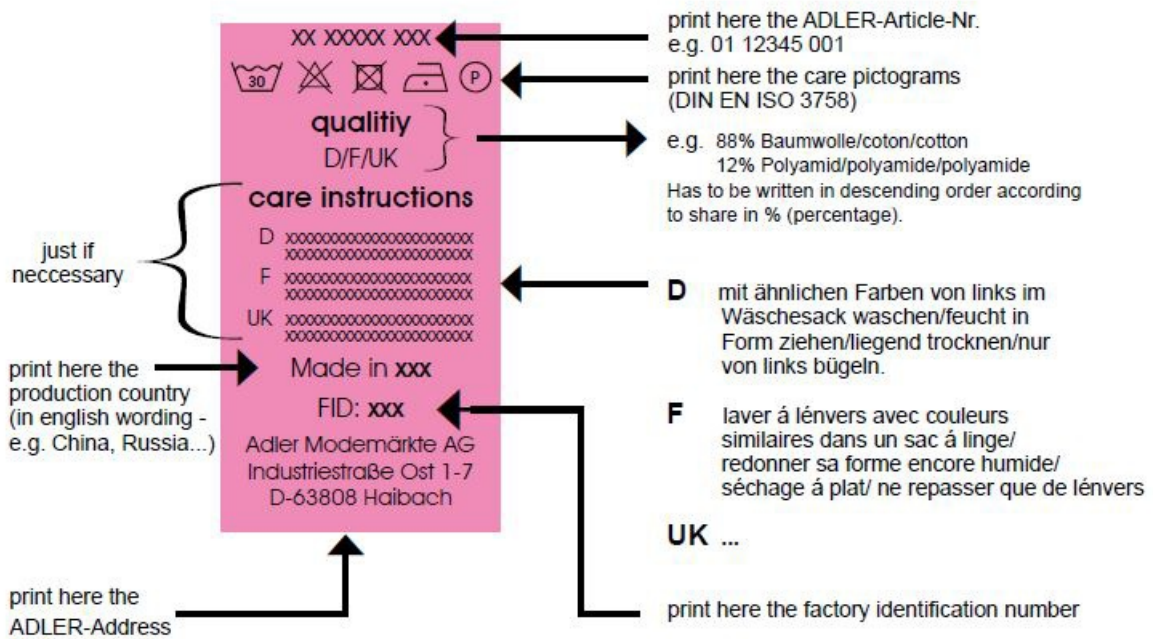 XX XXXXX XXX
30
P
qualitiy
D/F/UK
care instructions
D XXXXXXXXXXXXXXXXXXXXX
XXXXXXXXXXXXXXXXXXXXX
F XXXXXXXXXXXXXXXXXXXXX
XXXXXXXXXXXXXXXXXXXXX
UK XXXXXXXXXXXXXXXXXXXXX
XXXXXXXXXXXXXXXXXXXXX
Made in xxx
FID: xxx
Adler Modemärkte AG
Industriestraße Ost 1-7
D-63808 Haibach
just if
neccessary
print here the
production country
(in english wording -
e.g. China, Russia...)
print here the
ADLER-Address
print here the ADLER-Article-Nr.
e.g. 01 12345 001
print here the care pictograms
(DIN EN ISO 3758)
e.g. 88% Baumwolle/coton/cotton
12% Polyamid/polyamide/polyamide
Has to be written in descending order according
to share in % (percentage).
D mit ähnlichen Farben von links im
Wäschesack waschen/feucht in
Form ziehen/liegend trocknen/nur
von links bügeln.
F laver á lénvers avec couleurs
similaires dans un sac á linge/
redonner sa forme encore humide/
séchage á plat/ ne repasser que de lénvers
UK ...
print here the factory identification number